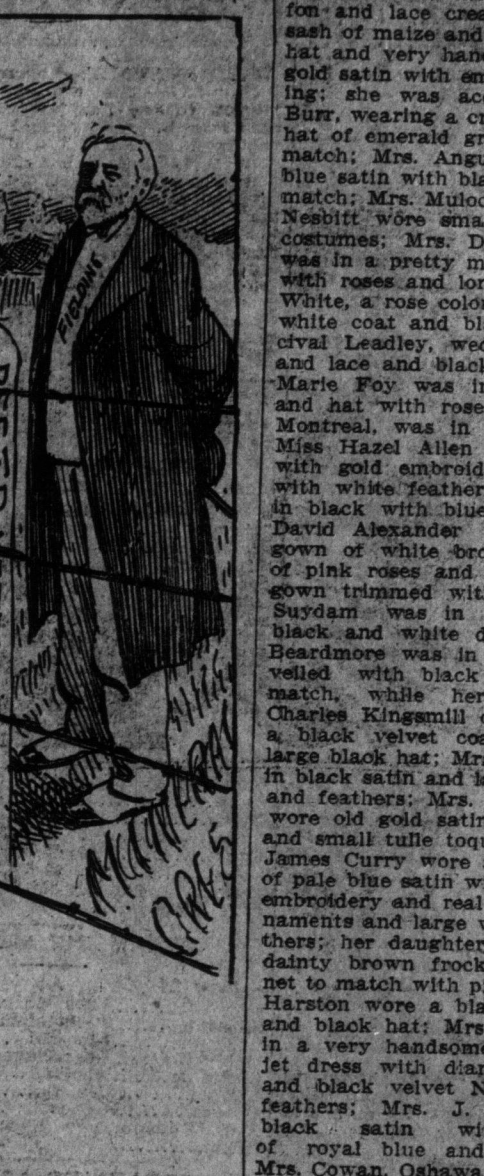 FIELDING
MINERAL
ORES
fon and lace crea
sash of maize and
hat and very hand
gold satin with em
ing; she was acc
Burr, wearing a cr
hat of emerald gr
match; Mrs. Angu
blue satin with bla
match; Mrs. Muloc
Nesbitt wore sma
costumes; Mrs. D
was in a pretty m
with roses and lon
White, a rose color
white coat and bl
cival Leadley, wed
and lace and black
Marie Foy was in
and hat with rose
Montreal, was in
Miss Hazel Allen
with gold embroid
with white feather
in black with blue
David Alexander
gown of white bro
of pink roses and
gown trimmed wit
Suydam was in
black and white d
Beardmore was in
veiled with black
match, while her
Charles Kingsmill
a black velvet coa
large black hat; Mrs
in black satin and
and feathers; Mrs.
wore old gold satin
and small tulle toqu
James Curry wore
of pale blue satin w
embroidery and real
naments and large
thers; her daughter
dainty brown frock
net to match with p
Harston wore a bla
and black hat; Mrs
in a very handsome
jet dress with diam
and black velvet N
feathers; Mrs. J.
black satin wi
of royal blue and
Mrs. Cowan, Oshawa